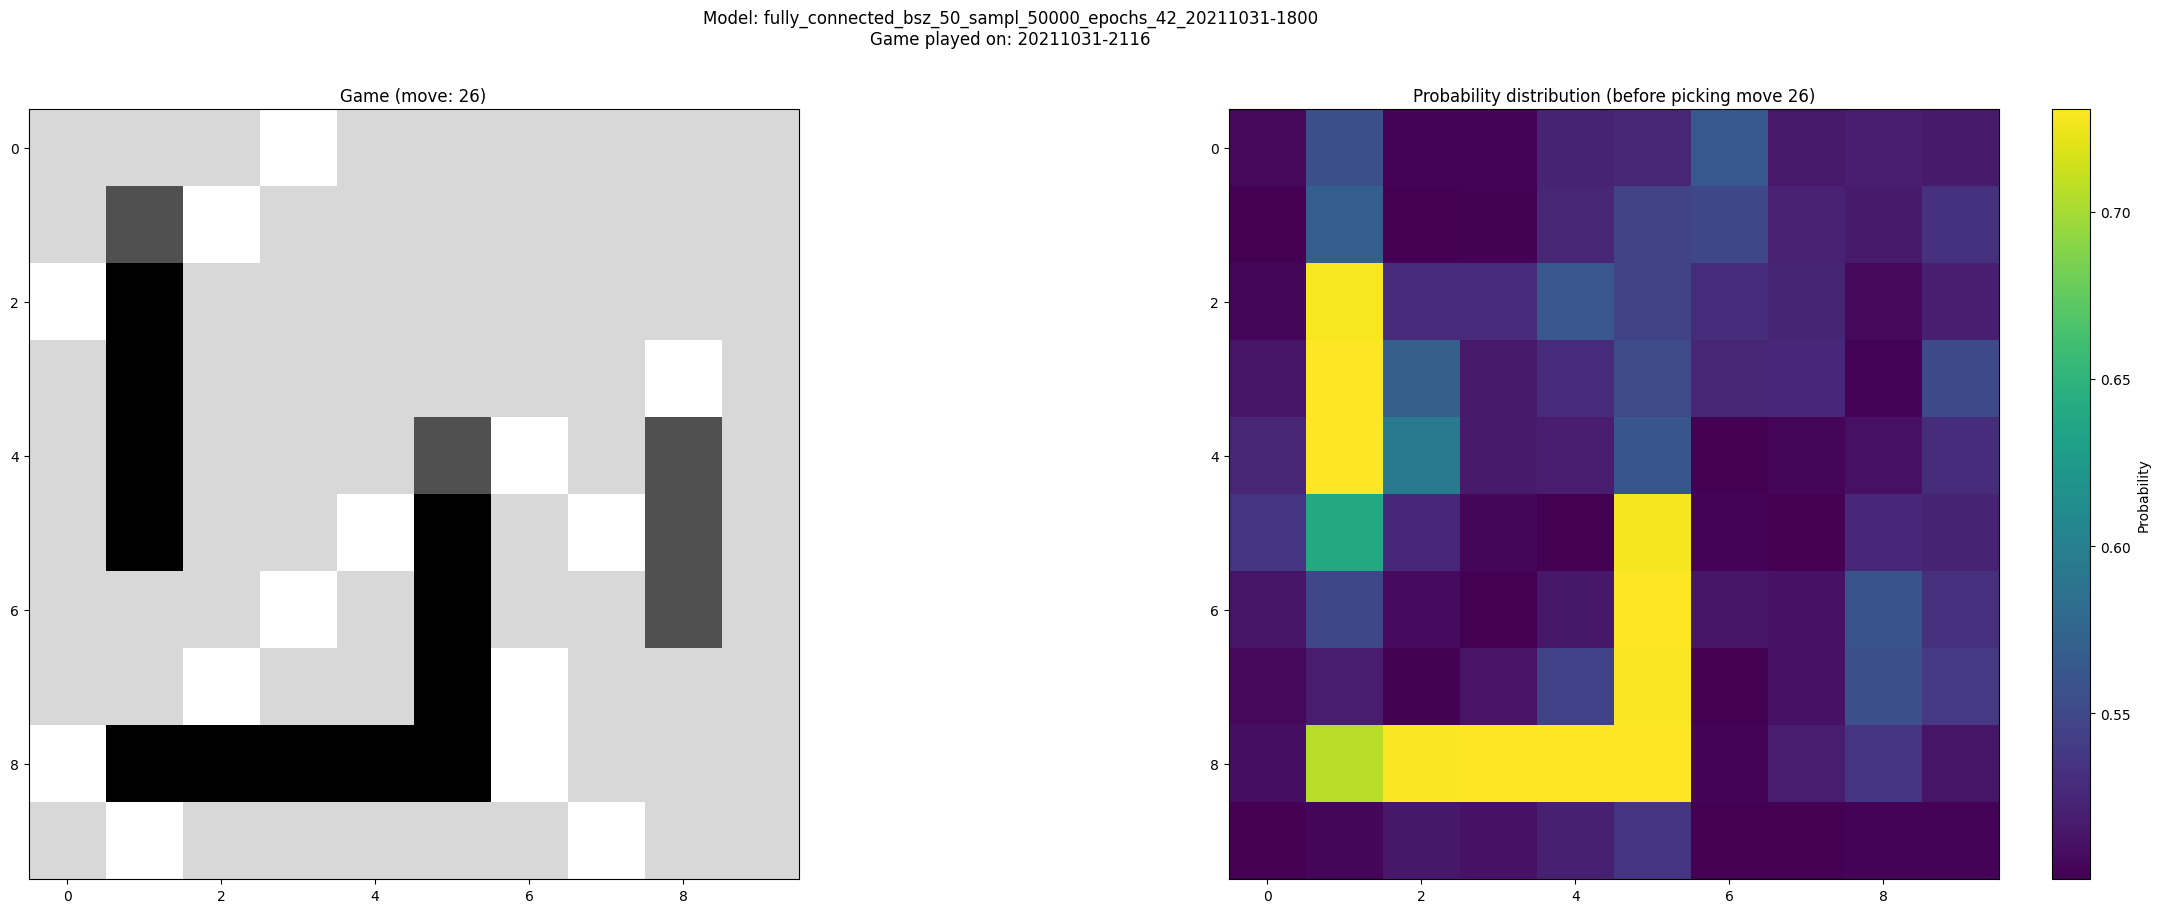 Model: fully_connected_bsz_50_sampl_50000_epochs_42_20211031-1800
Game played on: 20211031-2116
Game (move: 26)
0
2
4
6
8
0 2 4 6 8
Probability distribution (before picking move 26)
0
2
4
6
8
0 2 4 6 8
0.70
0.65
0.60
0.55
Probability